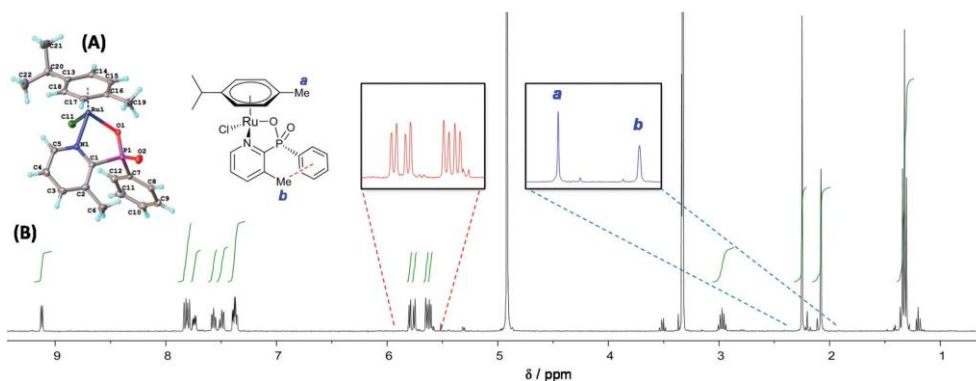 (A)
C21
C20
C22
C13
C14
C15
C18
C16
C17
C19
Ru1
Cl1
O1
N1
P1
O2
C5
C1
C4
C12
C7
C2
C8
C3
C11
C9
C10
C6
a
Me
Ru
O
O
Cl
N
P
Me
b
a
b
(B)
9 8 7 6 5 4 3 2 1
δ / ppm